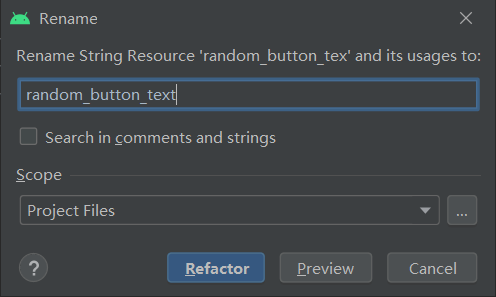 Rename
Rename String Resource 'random_button_tex' and its usages to:
random_button_text
Search in comments and strings
Scope
Project Files
...
?
Refactor
Preview
Cancel